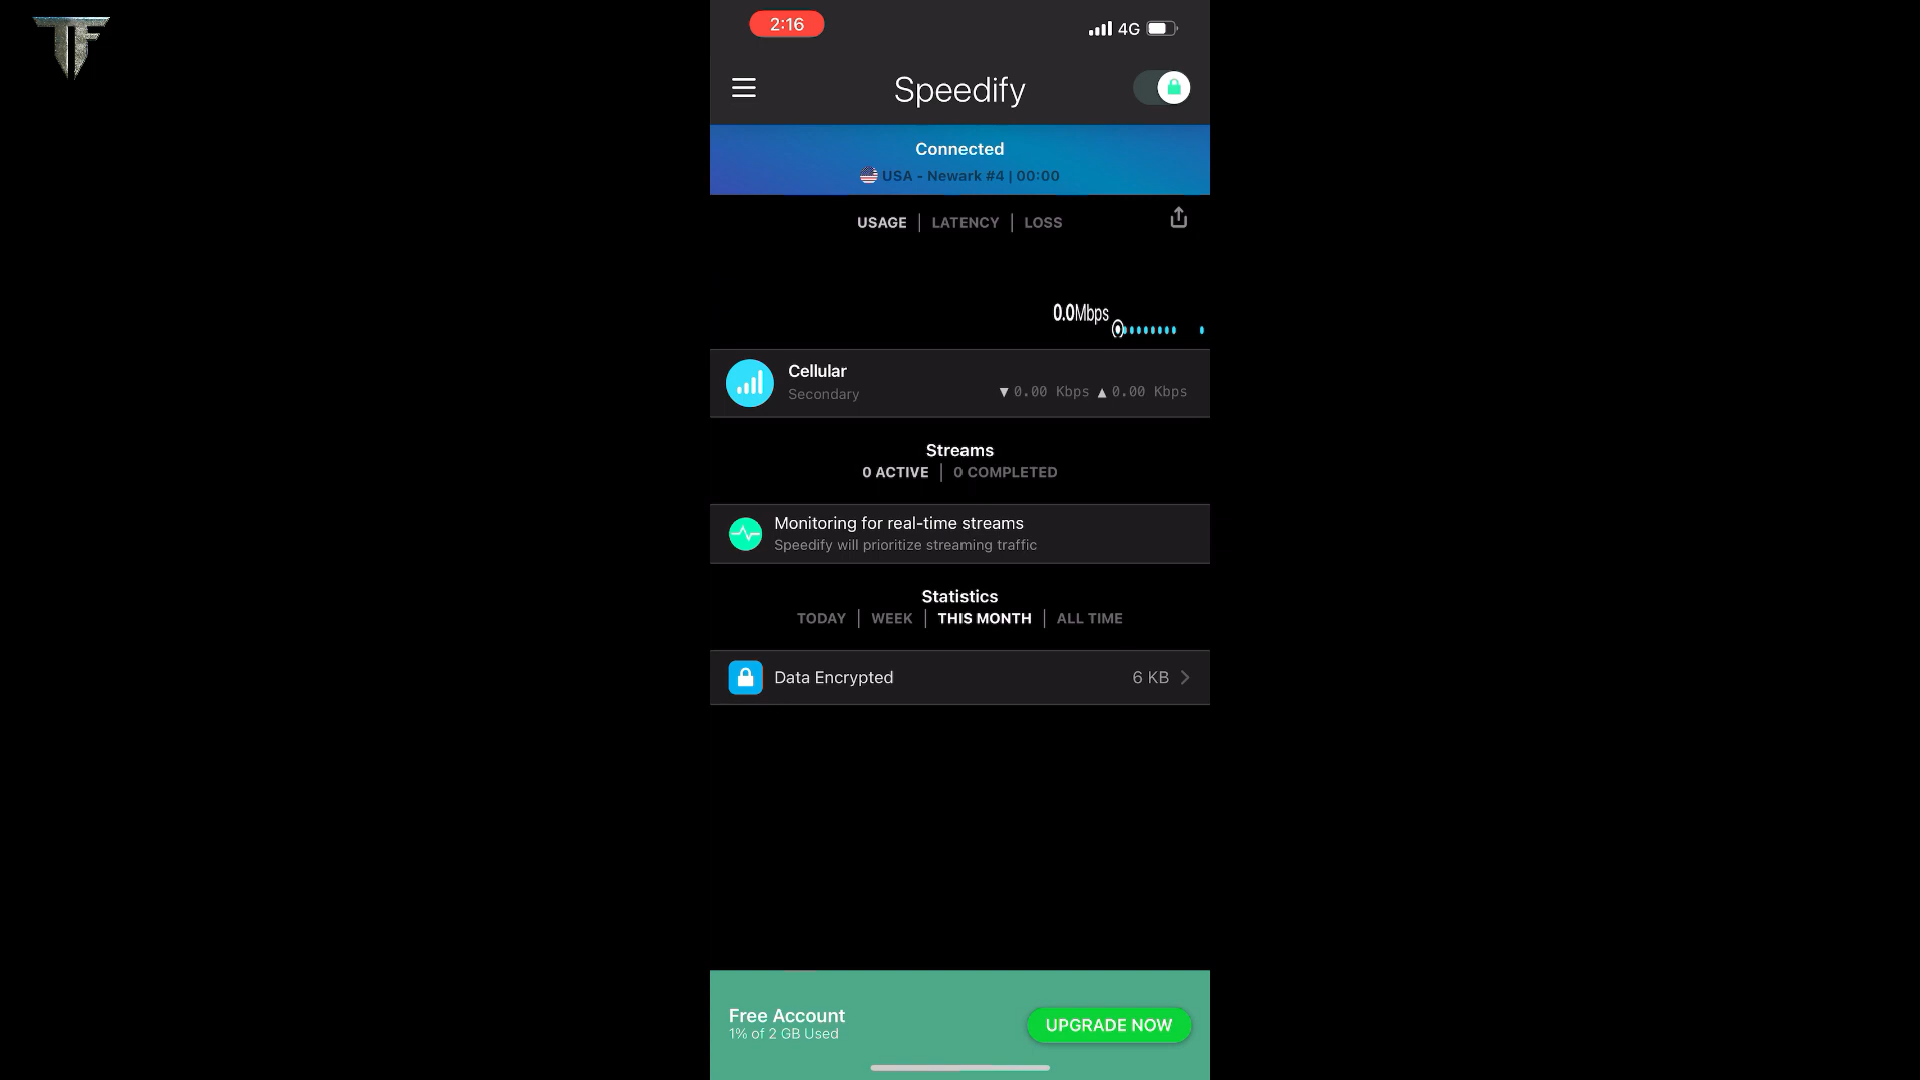 TF
2:16
4G
Speedify
Connected
USA - Newark #4 | 00:00
USAGE | LATENCY | LOSS
0.0Mbps
Cellular
Secondary
▼ 0.00 Kbps ▲ 0.00 Kbps
Streams
0 ACTIVE | 0 COMPLETED
Monitoring for real-time streams
Speedify will prioritize streaming traffic
Statistics
TODAY | WEEK | THIS MONTH | ALL TIME
Data Encrypted 6 KB
Free Account
1% of 2 GB Used
UPGRADE NOW